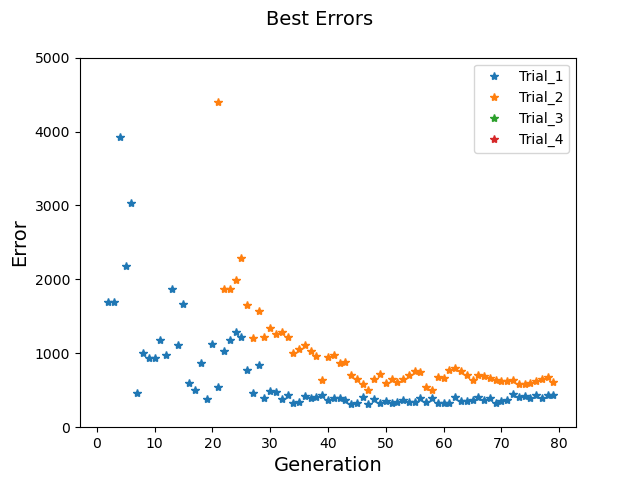 Best Errors
5000
4000
3000
2000
1000
0
Error
Trial_1
Trial_2
Trial_3
Trial_4
0 10 20 30 40 50 60 70 80
Generation